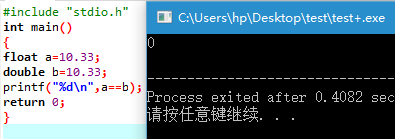 #include "stdio.h"
int main()
{
float a=10.33;
double b=10.33;
printf("%d\n",a==b);
return 0;
}
C:\Users\hp\Desktop\test\test+.exe
0
--------------------------------
Process exited after 0.4082 sec
请按任意键继续. . .